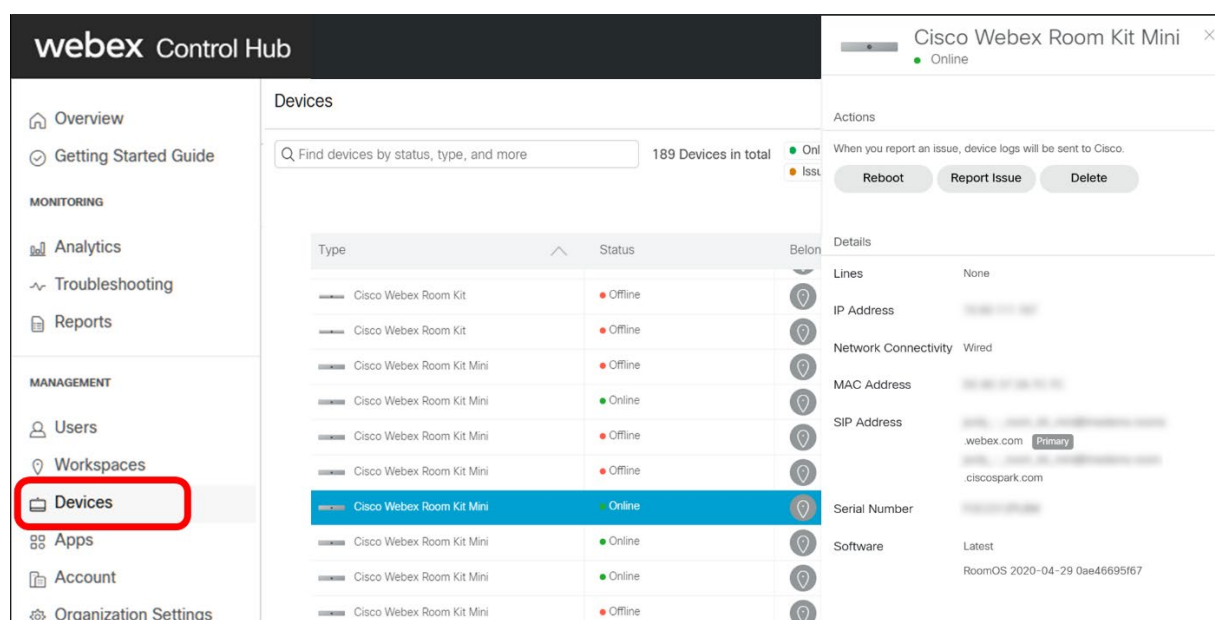 webex Control Hub
Overview
Getting Started Guide
MONITORING
Analytics
Troubleshooting
Reports
MANAGEMENT
Users
Workspaces
Devices
Apps
Account
Organization Settings
Devices
Find devices by status, type, and more
189 Devices in total
Onl
Issu
Type Status Belon
Cisco Webex Room Kit Offline
Cisco Webex Room Kit Offline
Cisco Webex Room Kit Mini Offline
Cisco Webex Room Kit Mini Online
Cisco Webex Room Kit Mini Offline
Cisco Webex Room Kit Mini Offline
Cisco Webex Room Kit Mini Online
Cisco Webex Room Kit Mini Online
Cisco Webex Room Kit Mini Online
Cisco Webex Room Kit Mini Offline
Cisco Webex Room Kit Mini
Online
Actions
When you report an issue, device logs will be sent to Cisco.
Reboot Report Issue Delete
Details
Lines None
IP Address
Network Connectivity Wired
MAC Address
SIP Address
.webex.com Primary
.ciscospark.com
Serial Number
Software Latest
RoomOS 2020-04-29 0ae46695f67